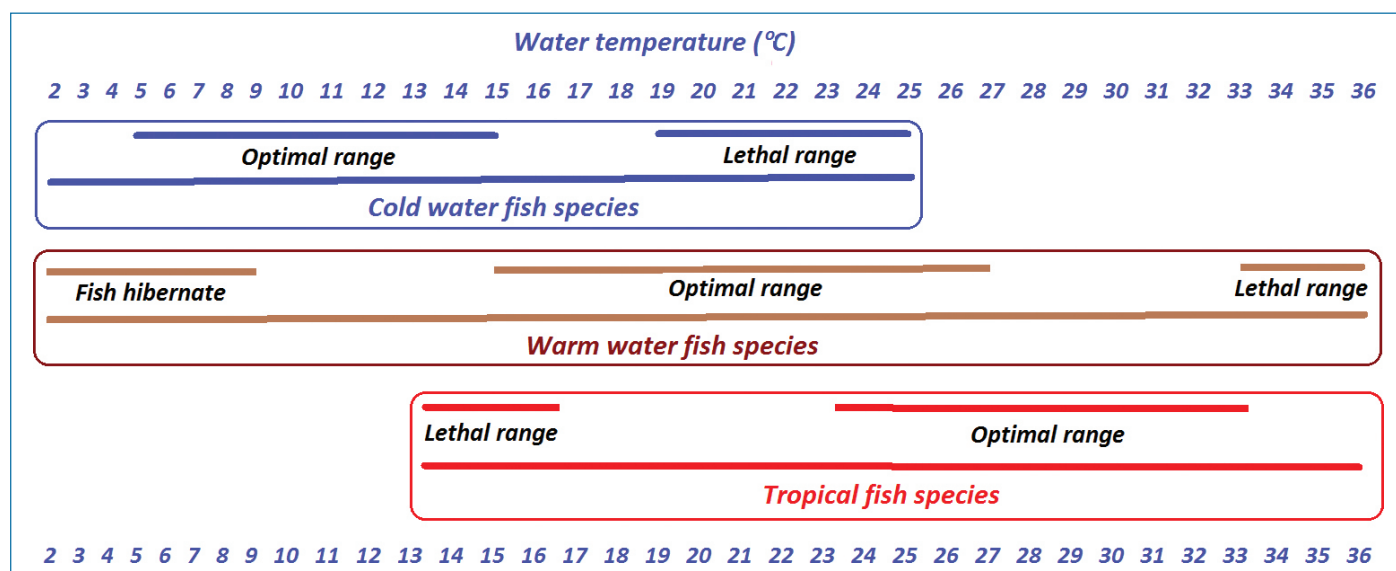 Water temperature (℃)
2 3 4 5 6 7 8 9 10 11 12 13 14 15 16 17 18 19 20 21 22 23 24 25 26 27 28 29 30 31 32 33 34 35 36
Optimal range Lethal range
Cold water fish species
Fish hibernate Optimal range Lethal range
Warm water fish species
Lethal range Optimal range
Tropical fish species
2 3 4 5 6 7 8 9 10 11 12 13 14 15 16 17 18 19 20 21 22 23 24 25 26 27 28 29 30 31 32 33 34 35 36